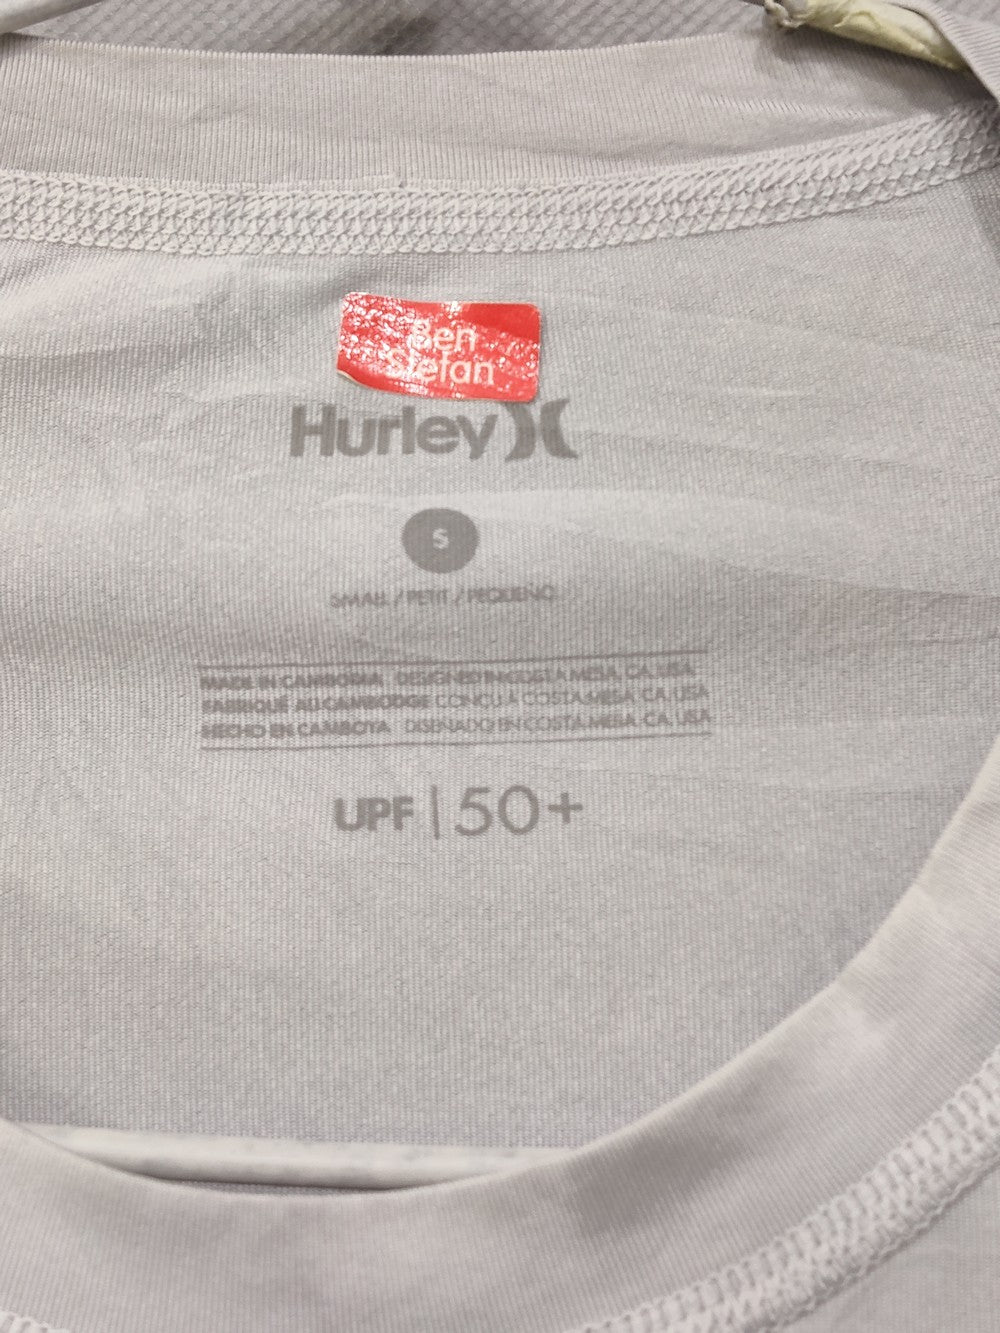 Ben
Stefan
Hurley
S
SMALL / PETIT / PEQUEÑO
MADE IN CAMBODIA DESIGNED IN COSTA MESA, CA, USA
FABRIQUÉ AU CAMBODGE CONÇU À COSTA MESA, CA, USA
HECHO EN CAMBOYA DISEÑADO EN COSTA MESA, CA, USA
UPF | 50+